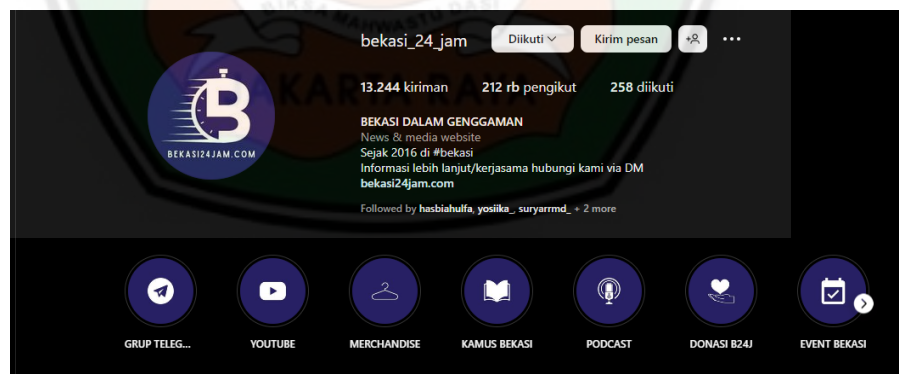 bekasi_24_jam Diikuti Kirim pesan
13.244 kiriman 212 rb pengikut 258 diikuti
BEKASI DALAM GENGGAMAN
News & media website
Sejak 2016 di #bekasi
Informasi lebih lanjut/kerjasama hubungi kami via DM
bekasi24jam.com
Followed by hasbiahulfa, yosiika_, suryarrmd_ + 2 more
B
BEKASI24JAM.COM
GRUP TELEG... YOUTUBE MERCHANDISE KAMUS BEKASI PODCAST DONASI B24J EVENT BEKASI